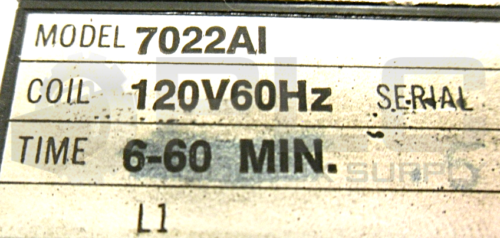 MODEL 7022AI
COIL 120V60Hz SERIAL
TIME 6-60 MIN.
L1